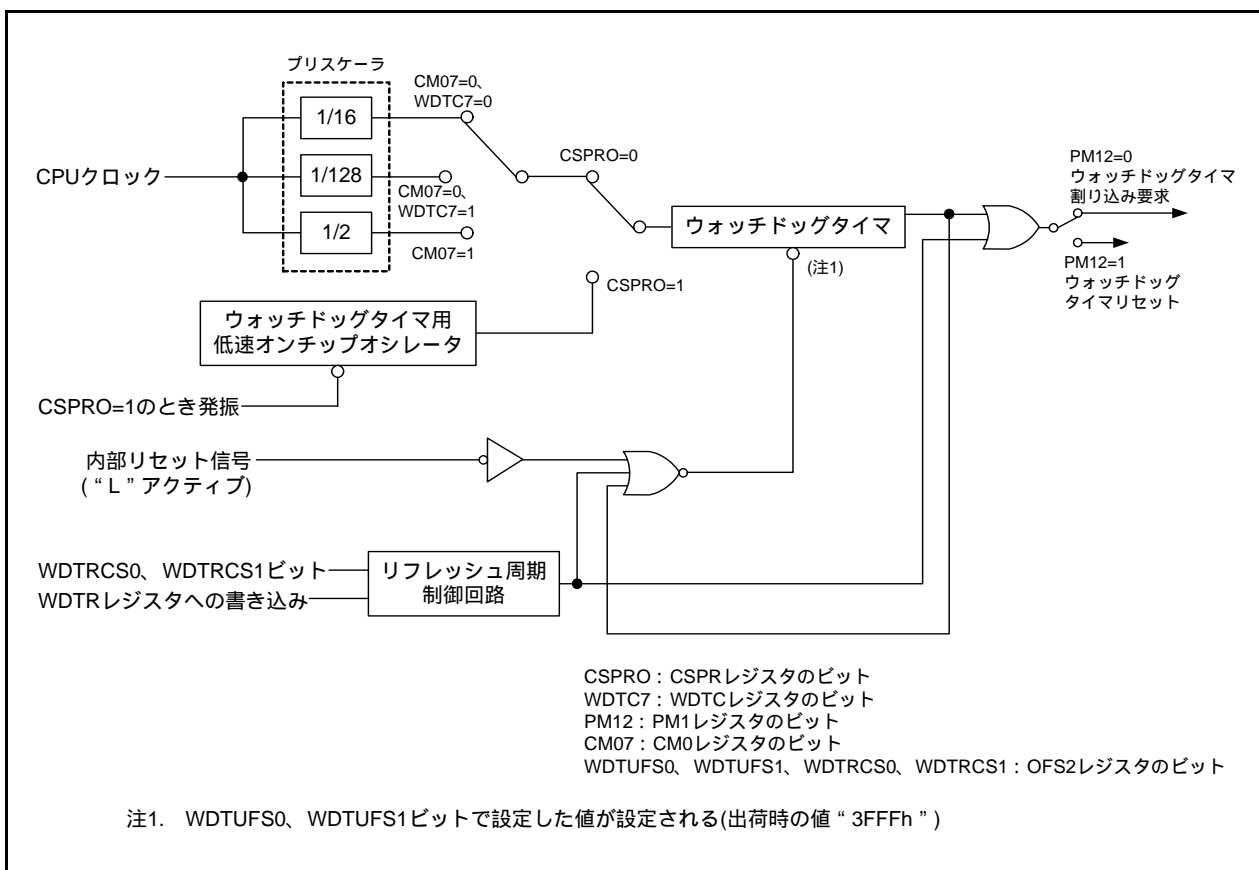 プリスケーラ
CM07=0、
WDTC7=0
1/16
CPUクロック
1/128
CM07=0、
WDTC7=1
1/2
CM07=1
CSPRO=0
CSPRO=1
ウォッチドッグタイマ
(注1)
PM12=0
ウォッチドッグタイマ
割り込み要求
PM12=1
ウォッチドッグ
タイマリセット
ウォッチドッグタイマ用
低速オンチップオシレータ
CSPRO=1のとき発振
内部リセット信号
( “ L ” アクティブ)
WDTRCS0、WDTRCS1ビット
WDTRレジスタへの書き込み
リフレッシュ周期
制御回路
CSPRO：CSPRレジスタのビット
WDTC7：WDTCレジスタのビット
PM12：PM1レジスタのビット
CM07：CM0レジスタのビット
WDTUFS0、WDTUFS1、WDTRCS0、WDTRCS1：OFS2レジスタのビット
注1. WDTUFS0、WDTUFS1ビットで設定した値が設定される(出荷時の値 “ 3FFFh ” )